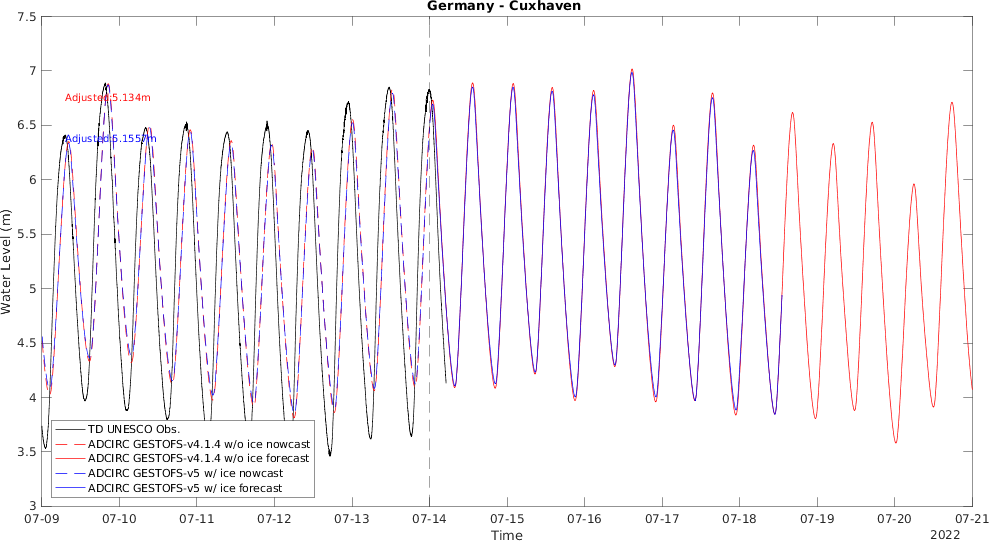 Germany - Cuxhaven
7.5
7
6.5
6
5.5
5
4.5
4
3.5
3
Water Level (m)
Adjusted:5.134m
Adjusted:5.1557m
TD UNESCO Obs.
ADCIRC GESTOFS-v4.1.4 w/o ice nowcast
ADCIRC GESTOFS-v4.1.4 w/o ice forecast
ADCIRC GESTOFS-v5 w/ ice nowcast
ADCIRC GESTOFS-v5 w/ ice forecast
07-09 07-10 07-11 07-12 07-13 07-14 07-15 07-16 07-17 07-18 07-19 07-20 07-21
Time
2022